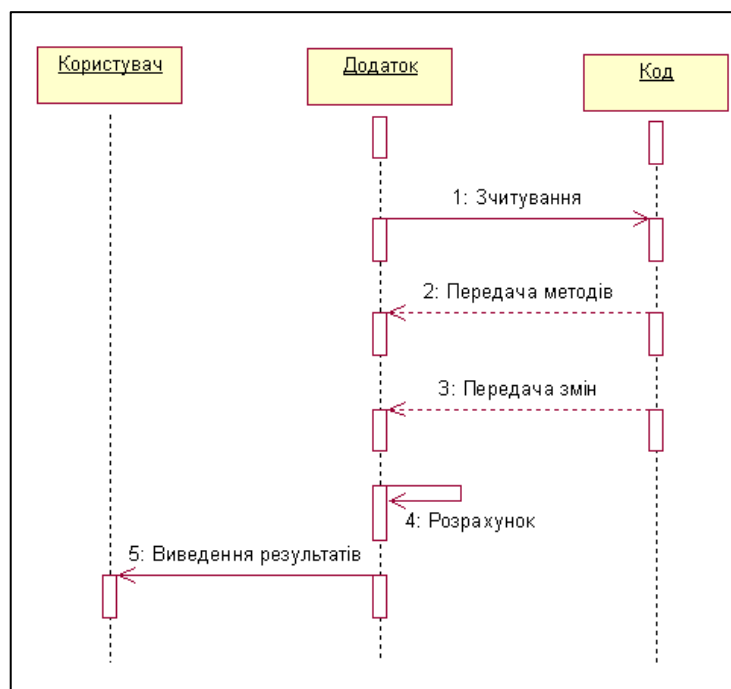 Користувач
Додаток
Код
1: Зчитування
2: Передача методів
3: Передача змін
4: Розрахунок
5: Виведення результатів